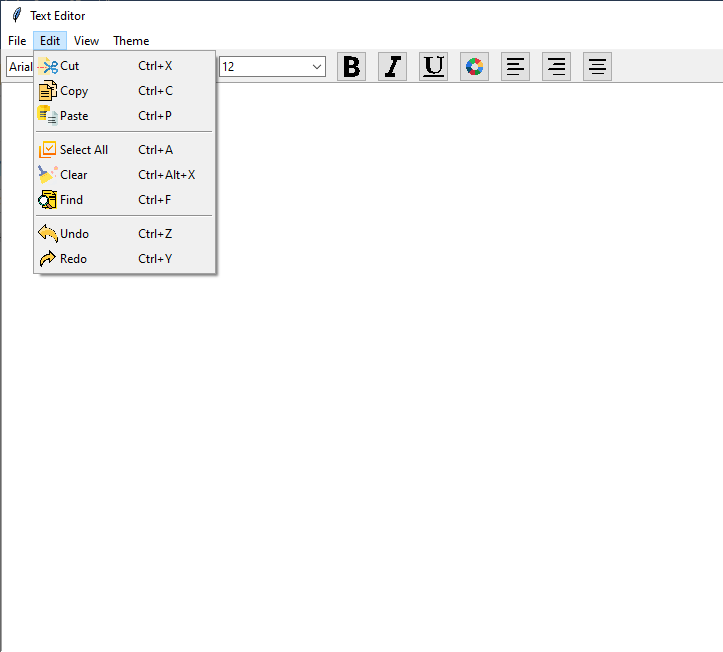 Text Editor
File Edit View Theme
Arial 12 B I U
Cut Ctrl+X
Copy Ctrl+C
Paste Ctrl+P
Select All Ctrl+A
Clear Ctrl+Alt+X
Find Ctrl+F
Undo Ctrl+Z
Redo Ctrl+Y